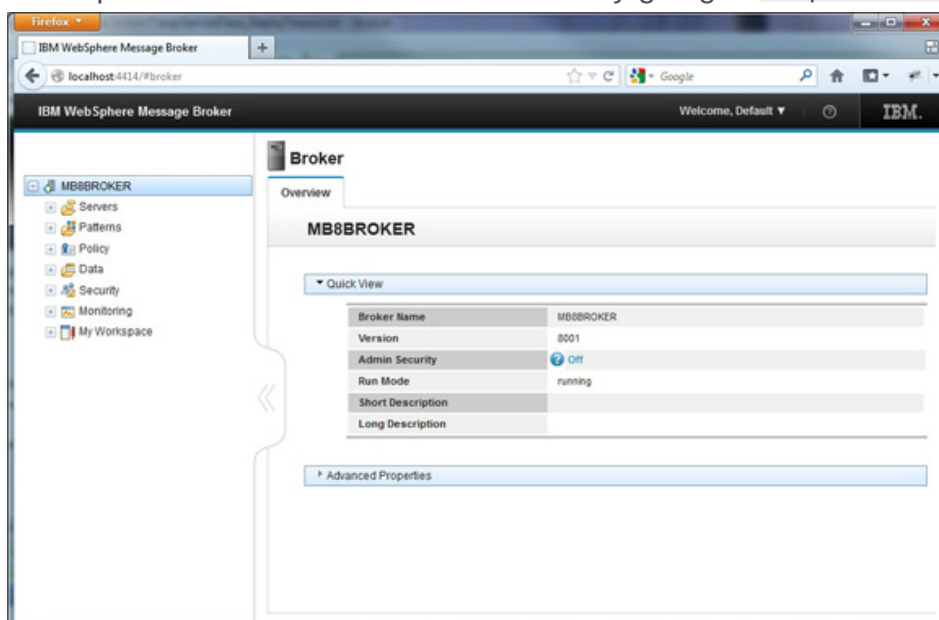 Firefox
IBM WebSphere Message Broker
+
localhost:4414/#broker
Google
IBM WebSphere Message Broker
Welcome, Default ▼
IBM.
Broker
Overview
MB8BROKER
MB8BROKER
Servers
Patterns
Policy
Data
Security
Monitoring
My Workspace
Quick View
Broker Name MB8BROKER
Version 8001
Admin Security Off
Run Mode running
Short Description
Long Description
Advanced Properties